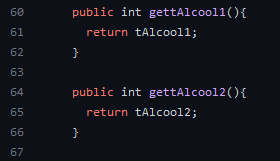 60 public int gettAlcool1(){
61 return tAlcool1;
62 }
63
64 public int gettAlcool2(){
65 return tAlcool2;
66 }
67